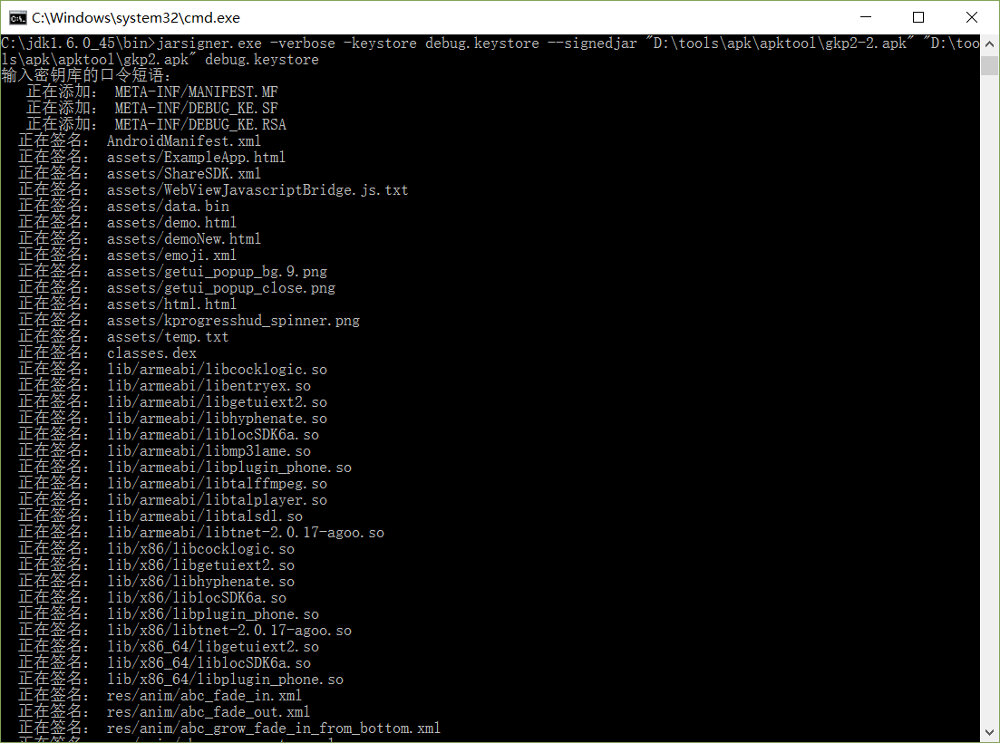 C:\Windows\system32\cmd.exe
C:\jdk1.6.0_45\bin>jarsigner.exe -verbose -keystore debug.keystore --signedjar "D:\tools\apk\apktool\gkp2-2.apk" "D:\too
ls\apk\apktool\gkp2.apk" debug.keystore
输入密钥库的口令短语:
正在添加: META-INF/MANIFEST.MF
正在添加: META-INF/DEBUG_KE.SF
正在添加: META-INF/DEBUG_KE.RSA
正在签名: AndroidManifest.xml
正在签名: assets/ExampleApp.html
正在签名: assets/ShareSDK.xml
正在签名: assets/WebViewJavascriptBridge.js.txt
正在签名: assets/data.bin
正在签名: assets/demo.html
正在签名: assets/demoNew.html
正在签名: assets/emoji.xml
正在签名: assets/getui_popup_bg.9.png
正在签名: assets/getui_popup_close.png
正在签名: assets/html.html
正在签名: assets/kprogresshud_spinner.png
正在签名: assets/temp.txt
正在签名: classes.dex
正在签名: lib/armeabi/libcocklogic.so
正在签名: lib/armeabi/libentryex.so
正在签名: lib/armeabi/libgetuiext2.so
正在签名: lib/armeabi/libhyphenate.so
正在签名: lib/armeabi/liblocSDK6a.so
正在签名: lib/armeabi/libmp3lame.so
正在签名: lib/armeabi/libplugin_phone.so
正在签名: lib/armeabi/libtalffmpeg.so
正在签名: lib/armeabi/libtalplayer.so
正在签名: lib/armeabi/libtalsdl.so
正在签名: lib/armeabi/libtnet-2.0.17-agoo.so
正在签名: lib/x86/libcocklogic.so
正在签名: lib/x86/libgetuiext2.so
正在签名: lib/x86/libhyphenate.so
正在签名: lib/x86/liblocSDK6a.so
正在签名: lib/x86/libplugin_phone.so
正在签名: lib/x86/libtnet-2.0.17-agoo.so
正在签名: lib/x86_64/libgetuiext2.so
正在签名: lib/x86_64/liblocSDK6a.so
正在签名: lib/x86_64/libplugin_phone.so
正在签名: res/anim/abc_fade_in.xml
正在签名: res/anim/abc_fade_out.xml
正在签名: res/anim/abc_grow_fade_in_from_bottom.xml